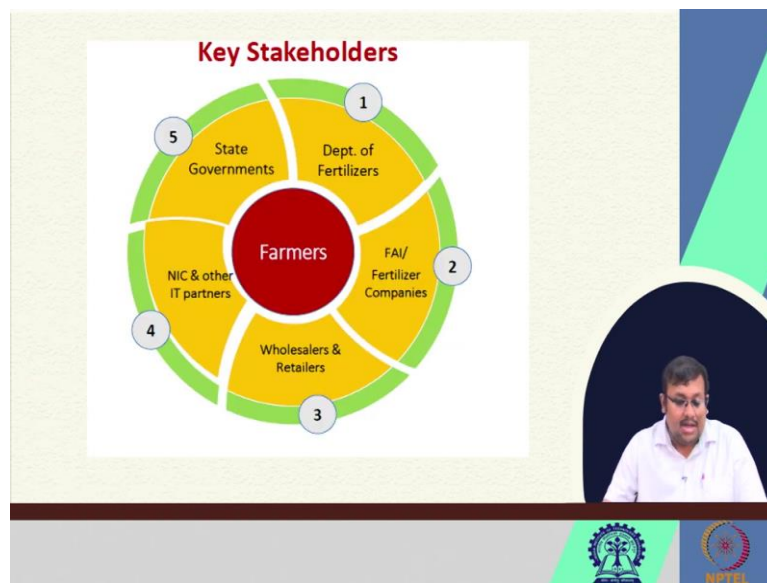 Key Stakeholders
1
Dept. of
Fertilizers
2
FAI/
Fertilizer
Companies
3
Wholesalers &
Retailers
4
NIC & other
IT partners
5
State
Governments
Farmers
NPTEL